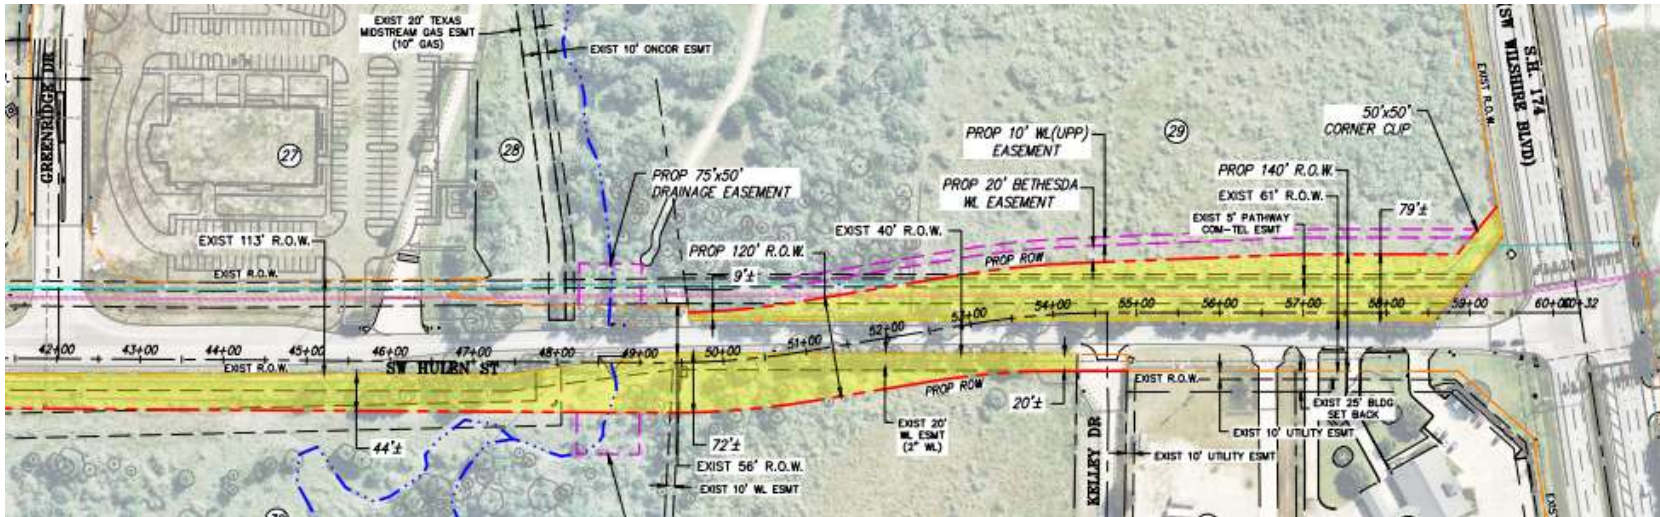 EXIST 20' TEXAS
MIDSTREAM GAS ESMT
(10" GAS)
EXIST 10' ONCOR ESMT
GREENRIDGE DR
27
28
29
S.H. 174
(SW WILSHIRE BLVD)
EXIST R.O.W.
50'x50'
CORNER CLIP
PROP 10' WL(UPP)
EASEMENT
PROP 75'x50'
DRAINAGE EASEMENT
PROP 20' BETHESDA
WL EASEMENT
PROP 140' R.O.W.
EXIST 61' R.O.W.
79'±
EXIST 5' PATHWAY
COM-TEL ESMT
EXIST 113' R.O.W.
EXIST 40' R.O.W.
PROP 120' R.O.W.
PROP ROW
EXIST R.O.W.
9'±
42+00
43+00
44+00
45+00
46+00
47+00
48+00
49+00
50+00
51+00
52+00
53+00
54+00
55+00
56+00
57+00
58+00
59+00
60+00
60+32
EXIST R.O.W.
SW HULEN ST
PROP ROW
EXIST R.O.W.
20'±
EXIST 25' BLDG
SET BACK
EXIST 20'
WL ESMT
(2" WL)
EXIST 10' UTILITY ESMT
44'±
72'±
EXIST 56' R.O.W.
EXIST 10' WL ESMT
KELLEY DR
EXIST 10' UTILITY ESMT